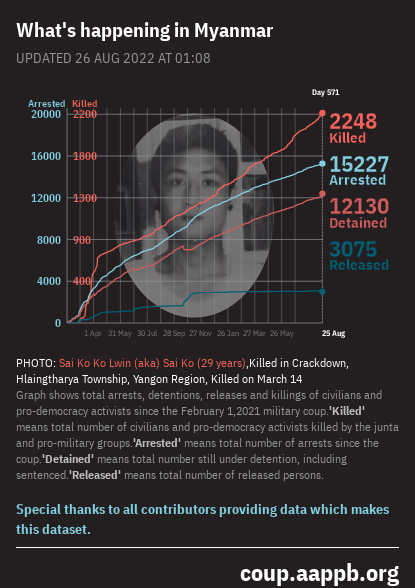 What's happening in Myanmar
UPDATED 26 AUG 2022 AT 01:08
Day 571
Arrested Killed
20000 2200
2248
Killed
16000 1800
15227
Arrested
12000 1300
12130
Detained
8000 900
3075
Released
4000 400
0
1 Apr 31 May 30 Jul 28 Sep 27 Nov 26 Jan 27 Mar 26 May 25 Aug
PHOTO: Sai Ko Ko Lwin (aka) Sai Ko (29 years),Killed in Crackdown,
Hlaingtharya Township, Yangon Region, Killed on March 14
Graph shows total arrests, detentions, releases and killings of civilians and
pro-democracy activists since the February 1,2021 military coup.'Killed'
means total number of civilians and pro-democracy activists killed by the junta
and pro-military groups.'Arrested' means total number of arrests since the
coup.'Detained' means total number still under detention, including
sentenced.'Released' means total number of released persons.
Special thanks to all contributors providing data which makes
this dataset.
coup.aappb.org